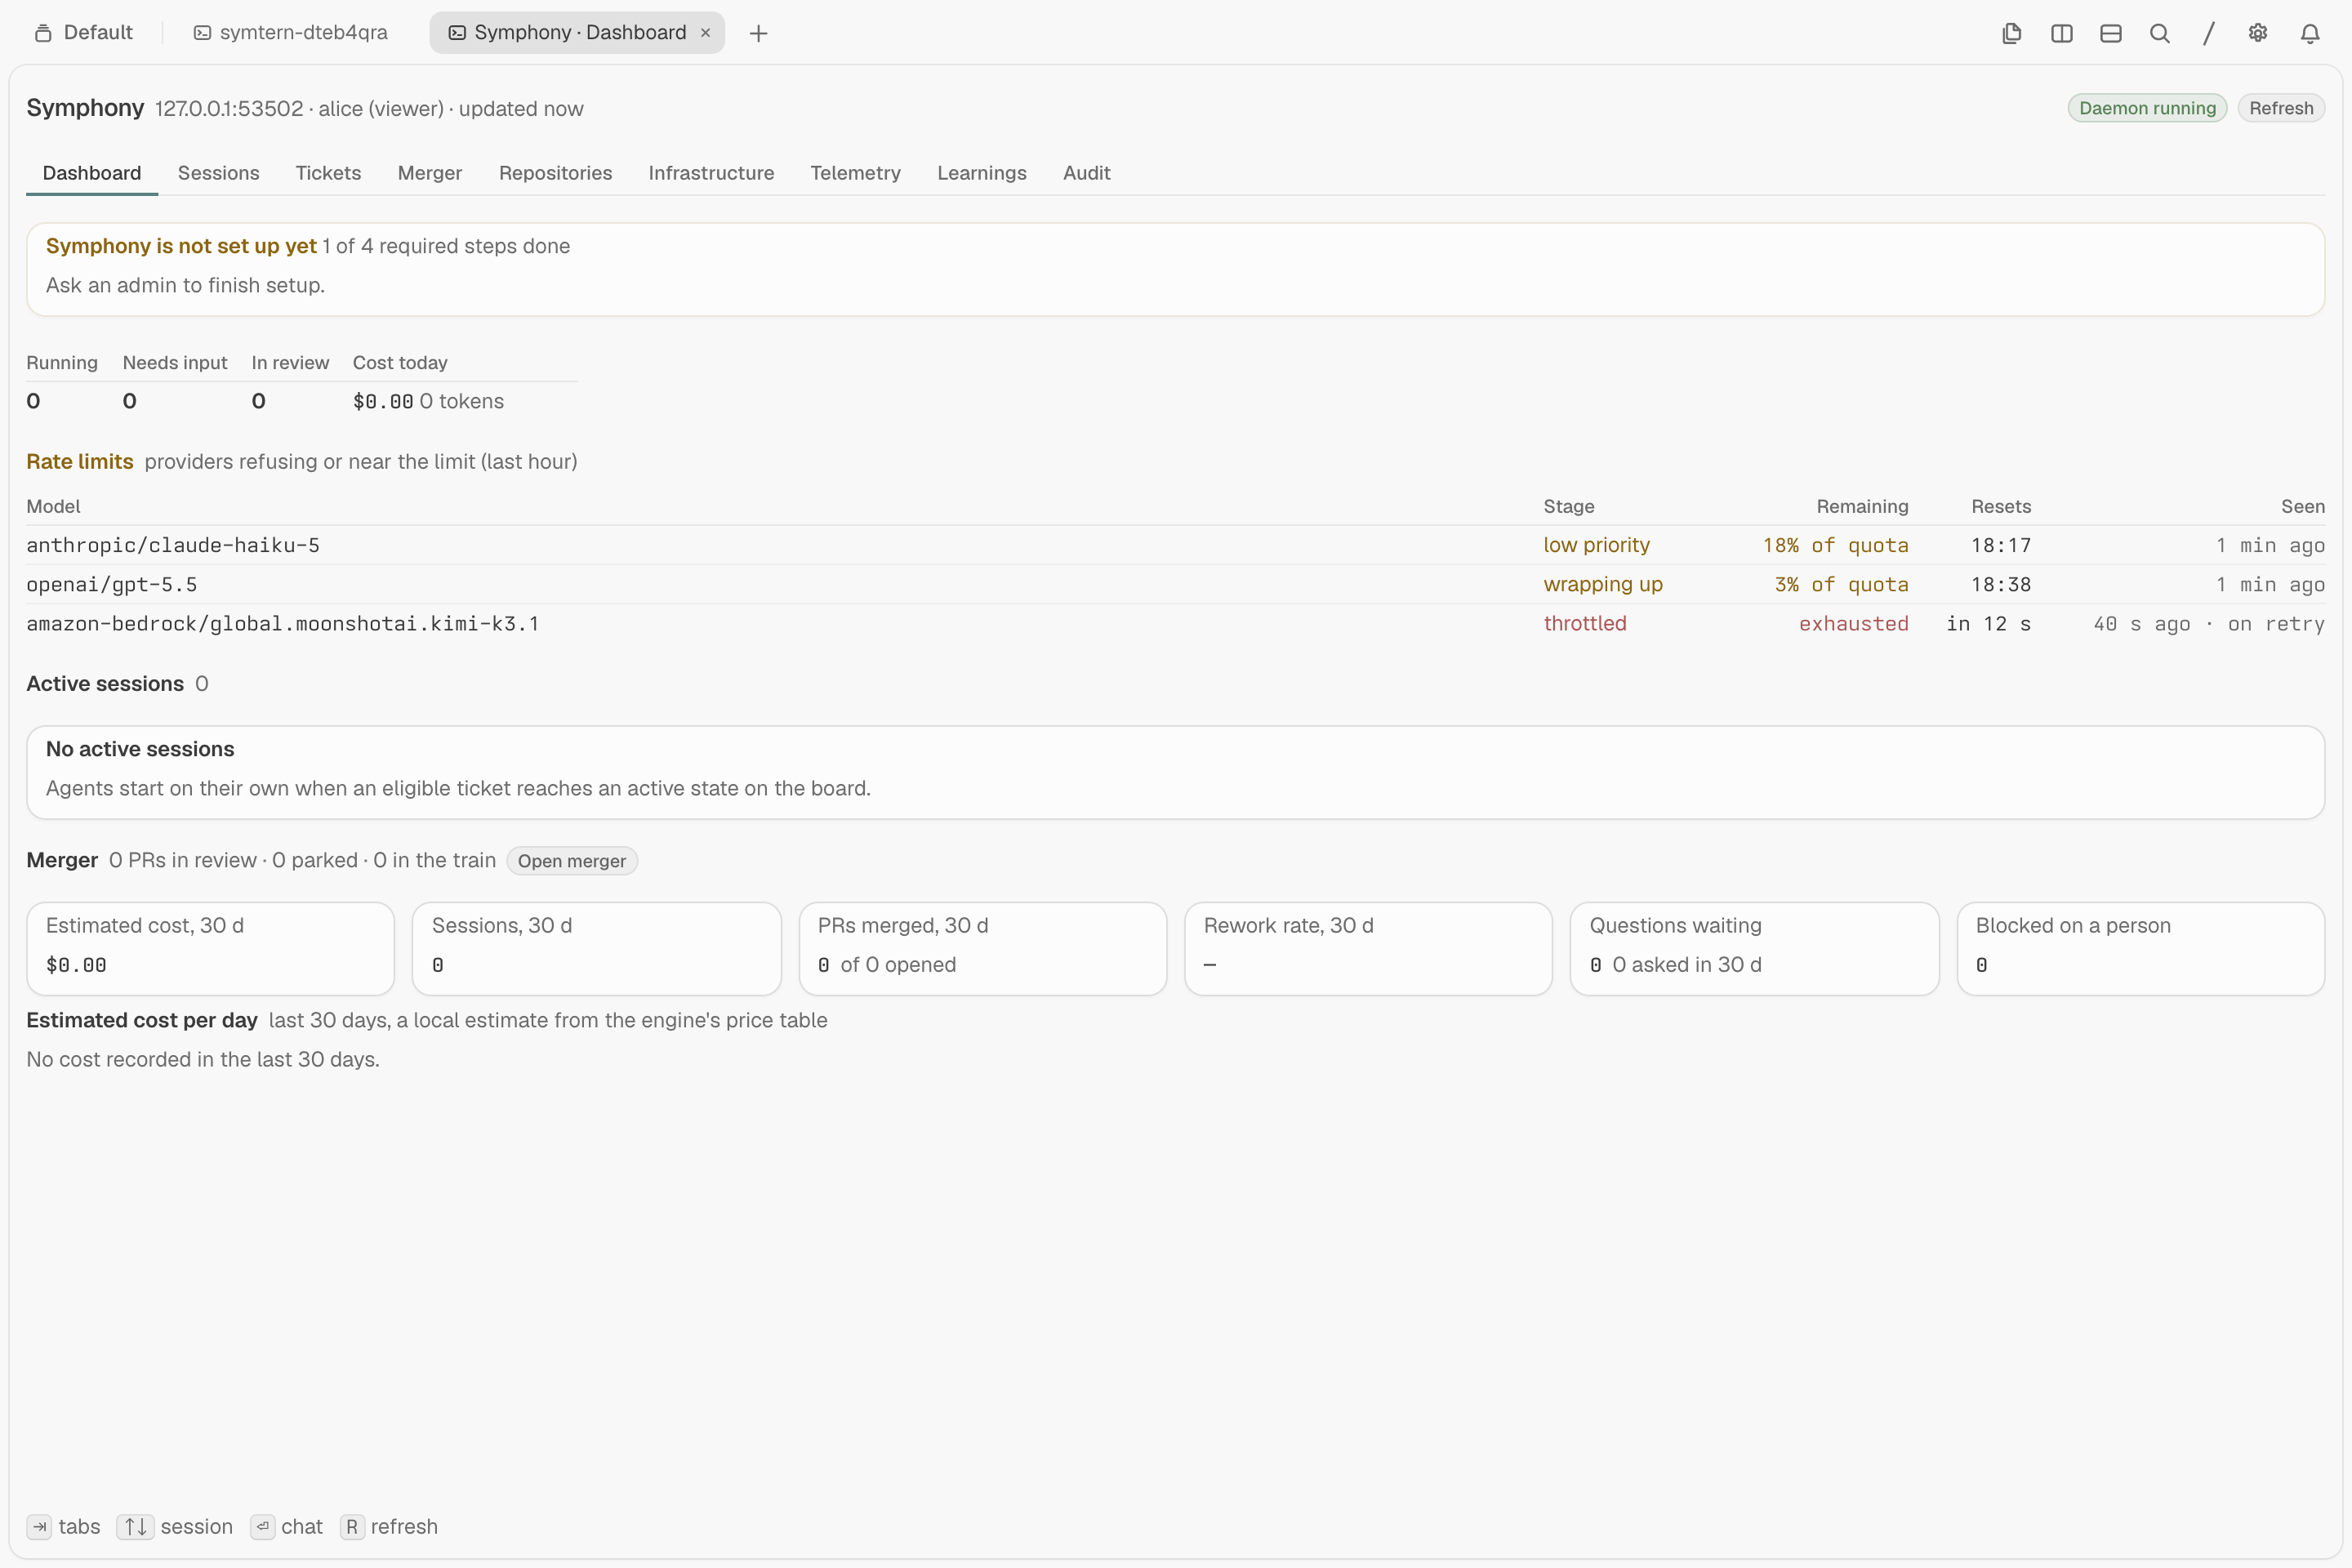 Default
symtern-dteb4qra
Symphony · Dashboard ×
Symphony 127.0.0.1:53502 · alice (viewer) · updated now
Daemon running
Refresh
Dashboard Sessions Tickets Merger Repositories Infrastructure Telemetry Learnings Audit
Symphony is not set up yet 1 of 4 required steps done
Ask an admin to finish setup.
Running Needs input In review Cost today
0 0 0 $0.00 0 tokens
Rate limits providers refusing or near the limit (last hour)
Model Stage Remaining Resets Seen
anthropic/claude-haiku-5 low priority 18% of quota 18:17 1 min ago
openai/gpt-5.5 wrapping up 3% of quota 18:38 1 min ago
amazon-bedrock/global.moonshotai.kimi-k3.1 throttled exhausted in 12 s 40 s ago · on retry
Active sessions 0
No active sessions
Agents start on their own when an eligible ticket reaches an active state on the board.
Merger 0 PRs in review · 0 parked · 0 in the train Open merger
Estimated cost, 30 d
$0.00
Sessions, 30 d
0
PRs merged, 30 d
0 of 0 opened
Rework rate, 30 d
—
Questions waiting
0 0 asked in 30 d
Blocked on a person
0
Estimated cost per day last 30 days, a local estimate from the engine's price table
No cost recorded in the last 30 days.
⇥ tabs ↑↓ session ⏎ chat R refresh